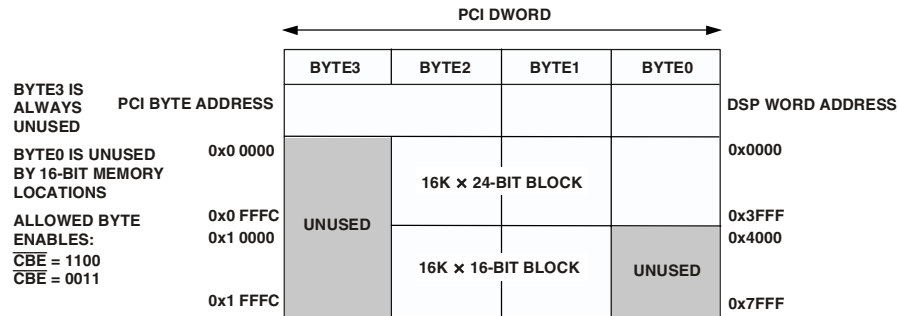 PCI DWORD
BYTE3 BYTE2 BYTE1 BYTE0
BYTE3 IS
ALWAYS
UNUSED
PCI BYTE ADDRESS
DSP WORD ADDRESS
BYTE0 IS UNUSED
BY 16-BIT MEMORY
LOCATIONS
ALLOWED BYTE
ENABLES:
CBE = 1100
CBE = 0011
0x0 0000
0x0 FFFC
0x1 0000
0x1 FFFC
UNUSED
16K × 24-BIT BLOCK
16K × 16-BIT BLOCK
UNUSED
0x0000
0x3FFF
0x4000
0x7FFF